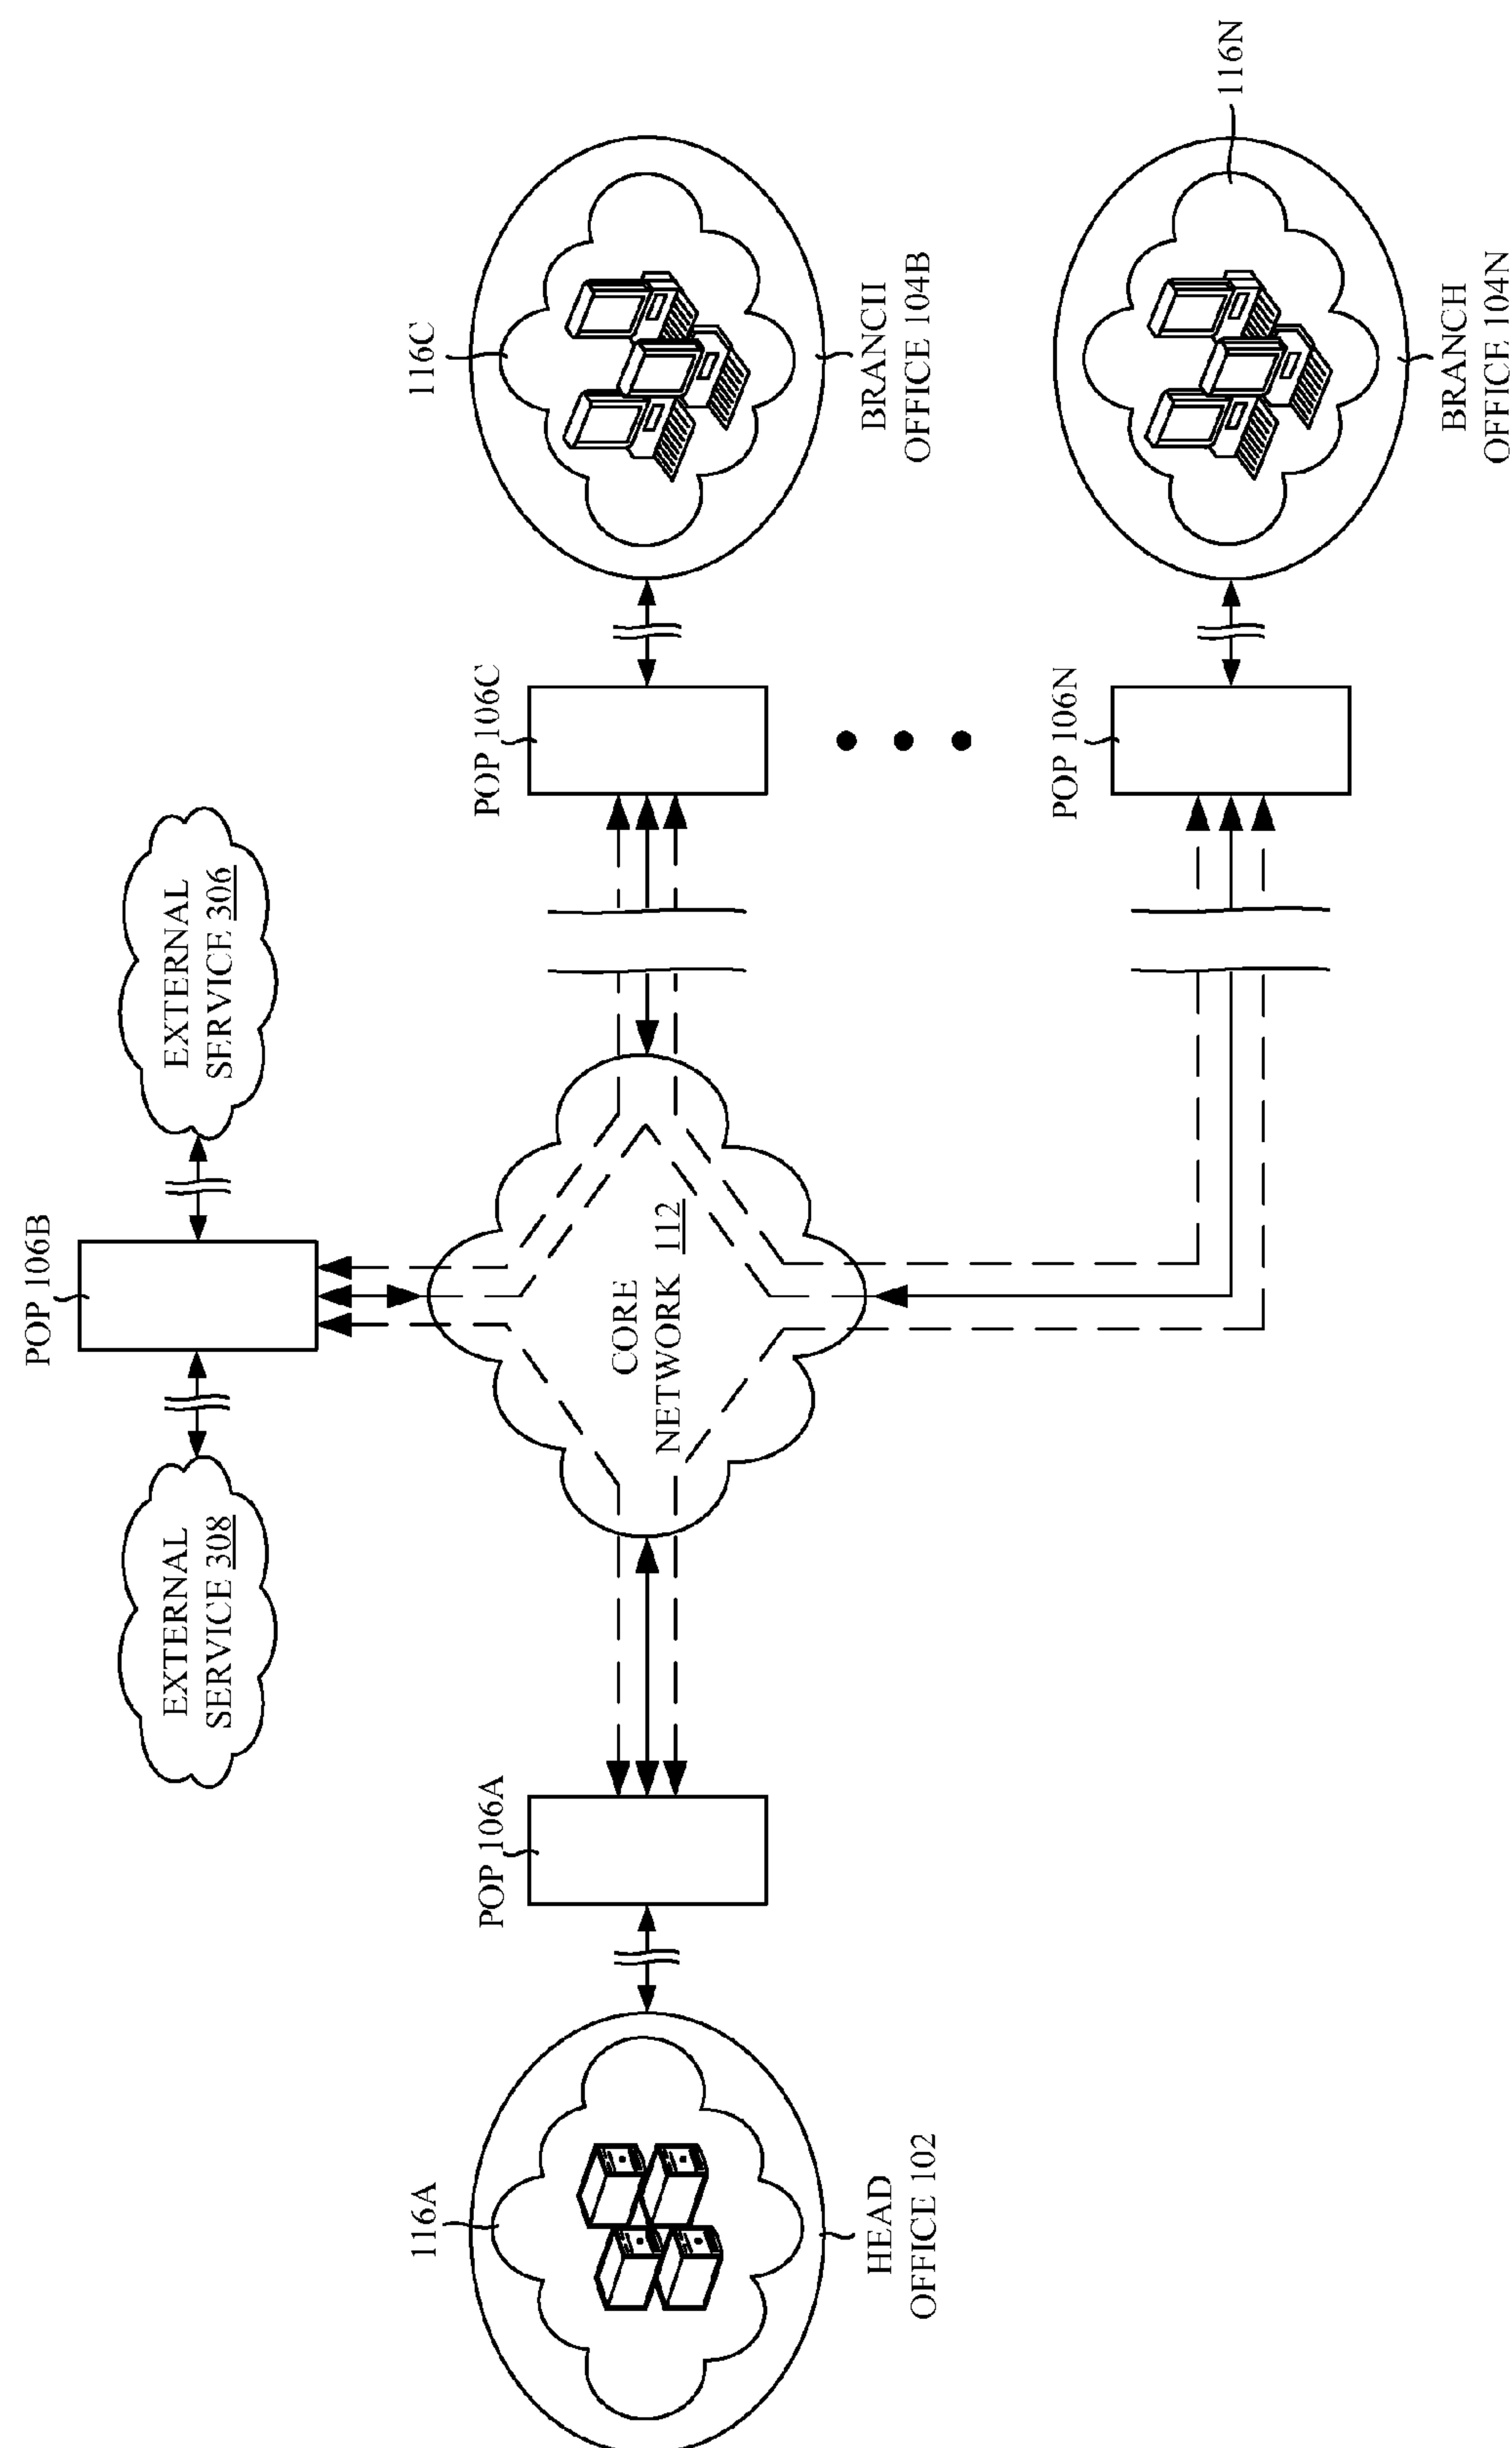 POP 106B
EXTERNAL
SERVICE 308
EXTERNAL
SERVICE 306
116A
POP 106A
POP 106C
116C
CORE
NETWORK 112
HEAD
OFFICE 102
BRANCH
OFFICE 104B
POP 106N
116N
BRANCH
OFFICE 104N